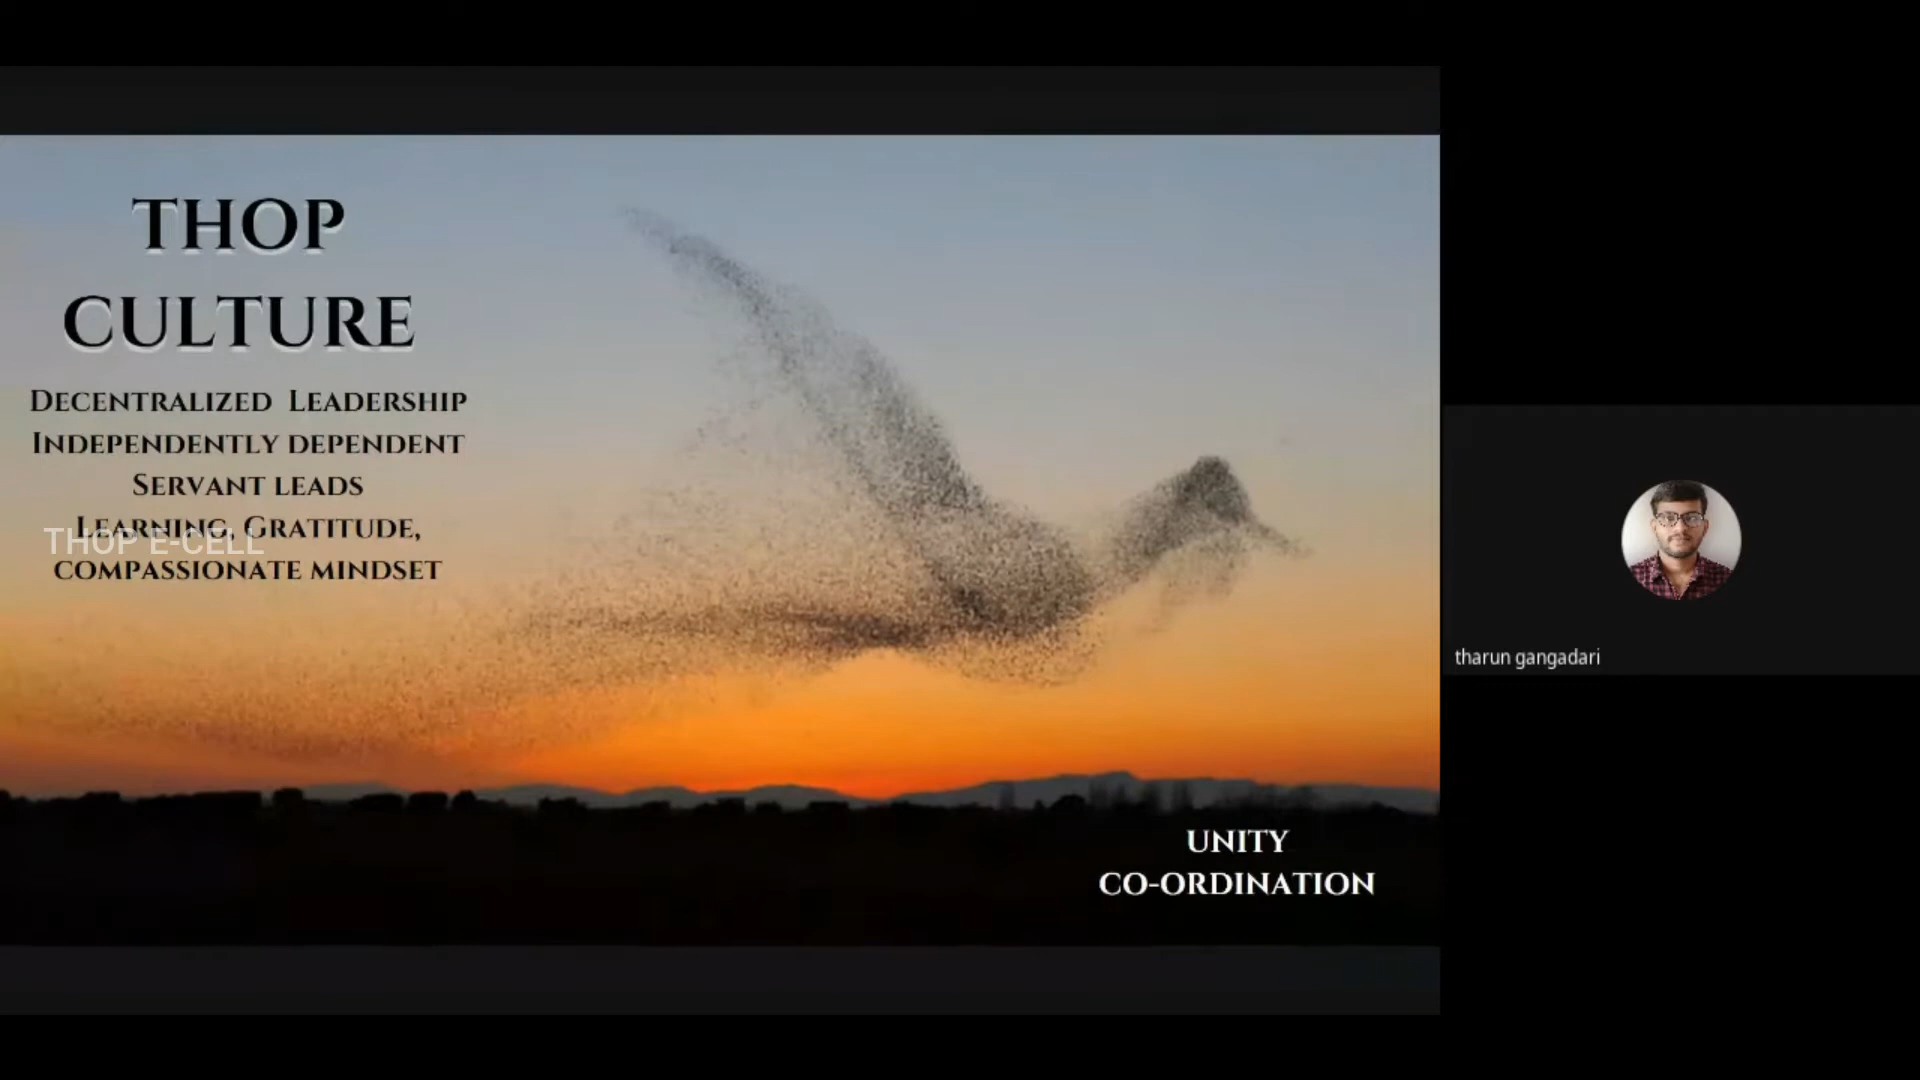 THOP
CULTURE
DECENTRALIZED LEADERSHIP
INDEPENDENTLY DEPENDENT
SERVANT LEADS
LEARNING, GRATITUDE,
THOP E-CELL
COMPASSIONATE MINDSET
tharun gangadari
UNITY
CO-ORDINATION